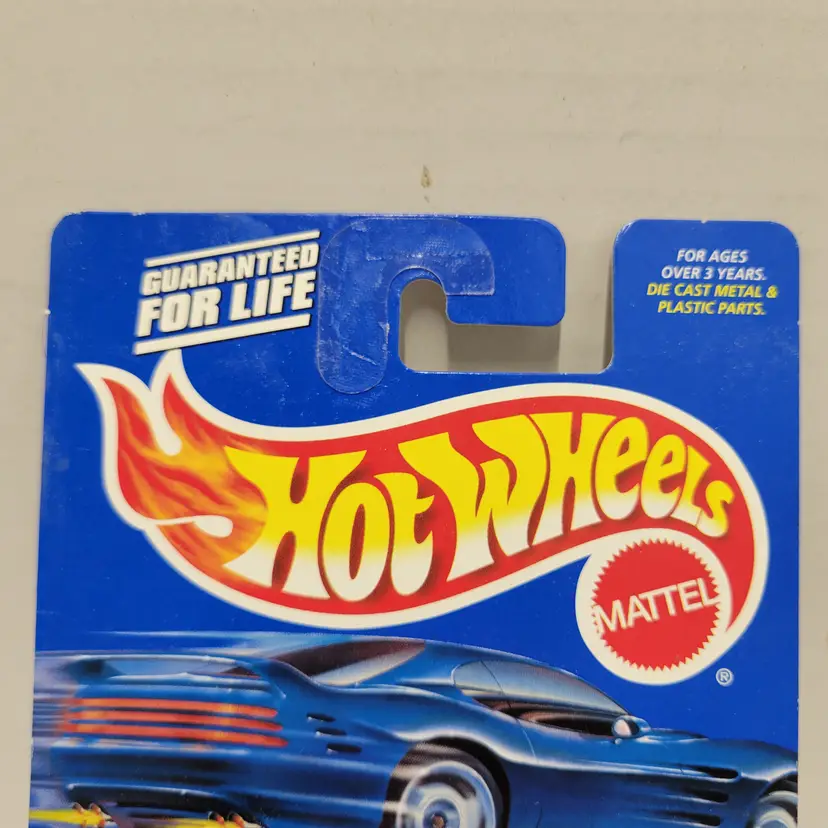 GUARANTEED
FOR LIFE
FOR AGES
OVER 3 YEARS.
DIE CAST METAL &
PLASTIC PARTS.
HOT WHEELS
MATTEL
®